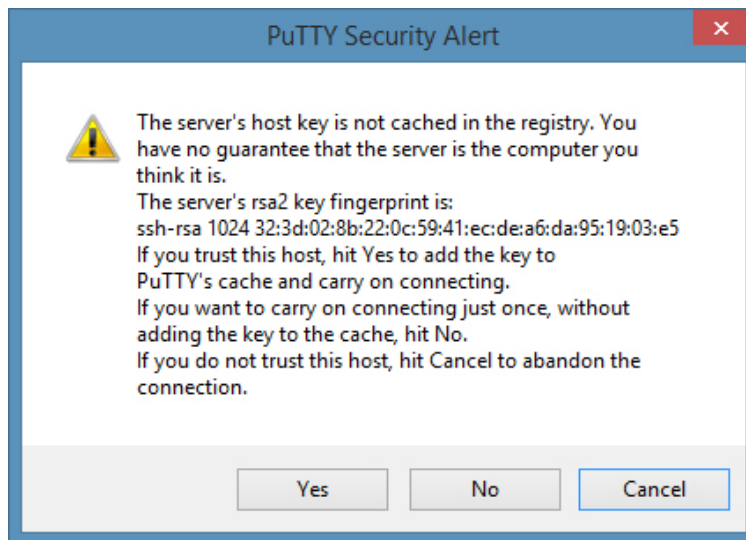 PuTTY Security Alert
The server's host key is not cached in the registry. You
have no guarantee that the server is the computer you
think it is.
The server's rsa2 key fingerprint is:
ssh-rsa 1024 32:3d:02:8b:22:0c:59:41:ec:de:a6:da:95:19:03:e5
If you trust this host, hit Yes to add the key to
PuTTY's cache and carry on connecting.
If you want to carry on connecting just once, without
adding the key to the cache, hit No.
If you do not trust this host, hit Cancel to abandon the
connection.
Yes No Cancel